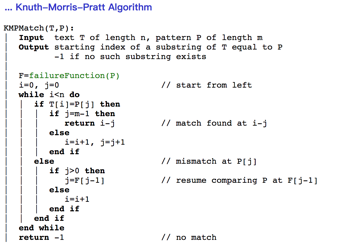 ... Knuth-Morris-Pratt Algorithm
KMPMatch(T,P):
| Input text T of length n, pattern P of length m
| Output starting index of a substring of T equal to P
| -1 if no such substring exists
|
| F=failureFunction(P)
| i=0, j=0 // start from left
| while i<n do
| | if T[i]=P[j] then
| | | if j=m-1 then
| | | | return i-j // match found at i-j
| | | else
| | | | i=i+1, j=j+1
| | | end if
| | else // mismatch at P[j]
| | | if j>0 then
| | | | j=F[j-1] // resume comparing P at F[j-1]
| | | else
| | | | i=i+1
| | | end if
| | end if
| end while
| return -1 // no match